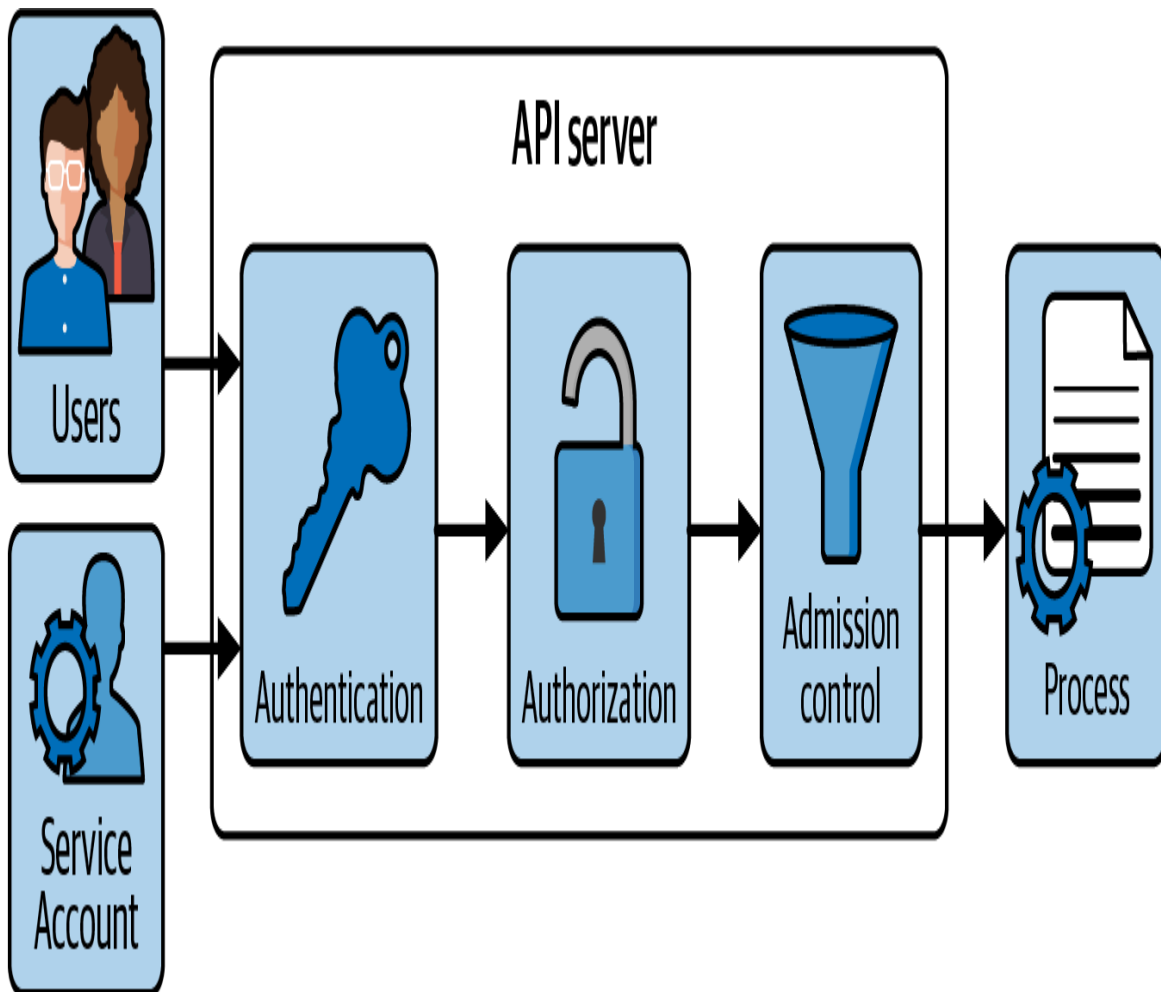 API server
Users
Service
Account
Authentication
Authorization
Admission
control
Process